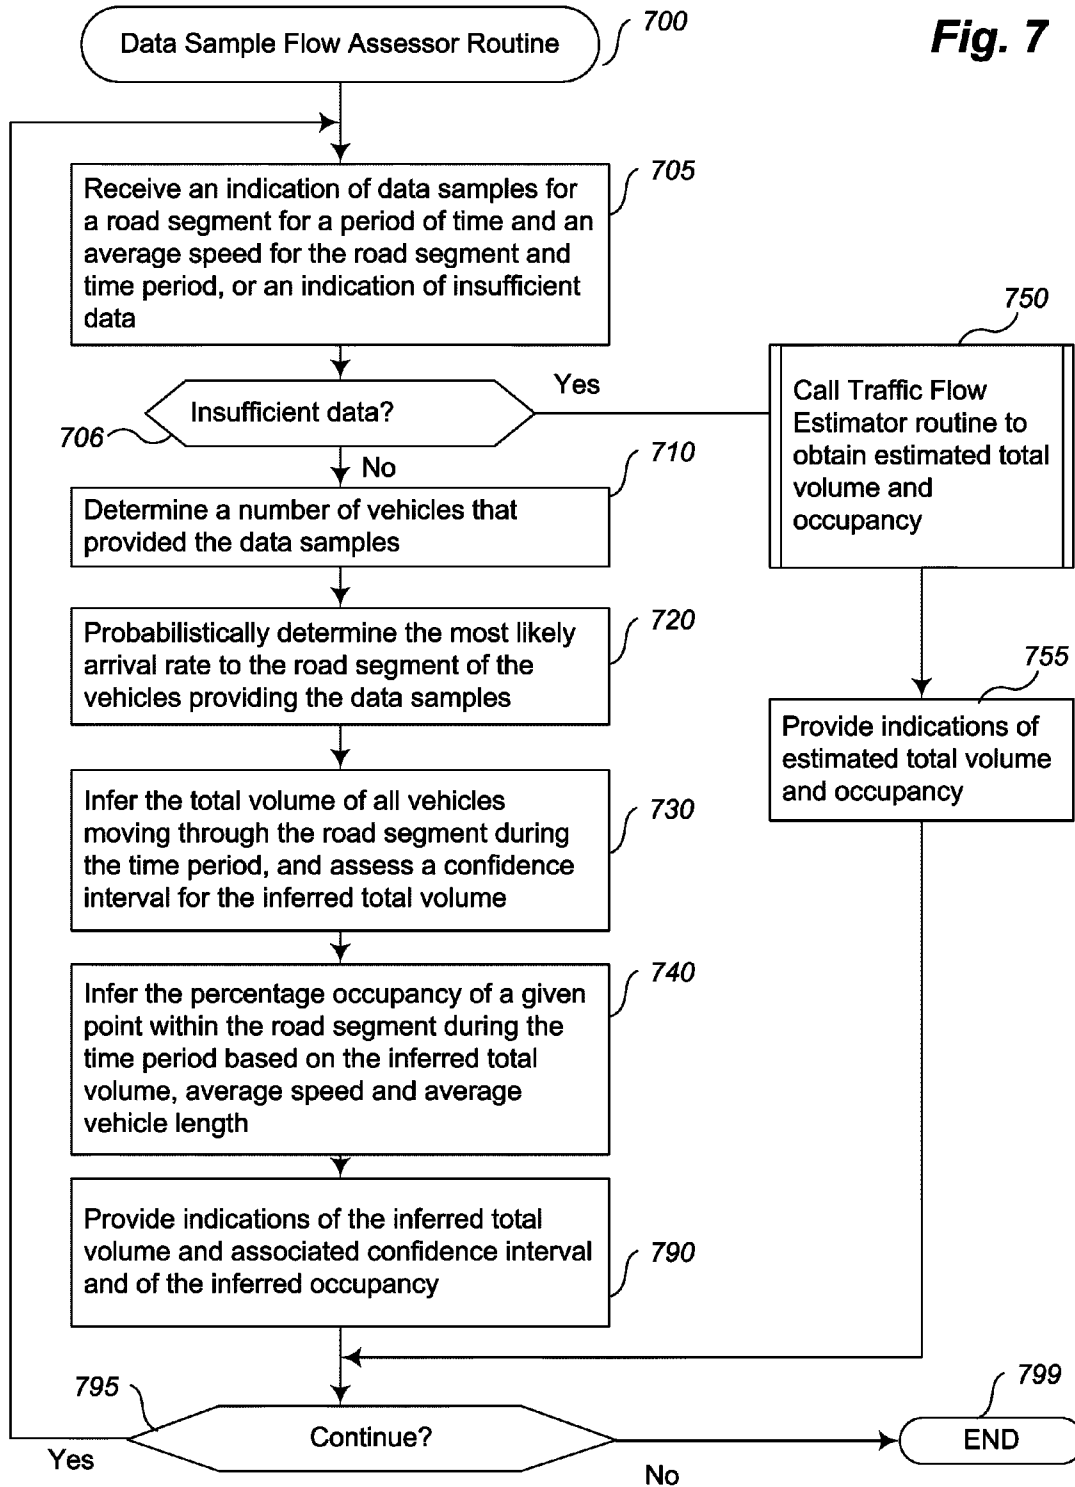 Data Sample Flow Assessor Routine
700
Fig. 7
Receive an indication of data samples for
a road segment for a period of time and an
average speed for the road segment and
time period, or an indication of insufficient
data
705
Insufficient data?
706
Yes
No
750
Call Traffic Flow
Estimator routine to
obtain estimated total
volume and
occupancy
710
Determine a number of vehicles that
provided the data samples
720
Probabilistically determine the most likely
arrival rate to the road segment of the
vehicles providing the data samples
755
Provide indications of
estimated total volume
and occupancy
730
Infer the total volume of all vehicles
moving through the road segment during
the time period, and assess a confidence
interval for the inferred total volume
740
Infer the percentage occupancy of a given
point within the road segment during the
time period based on the inferred total
volume, average speed and average
vehicle length
Provide indications of the inferred total
volume and associated confidence interval
and of the inferred occupancy
790
795
Continue?
Yes
No
799
END